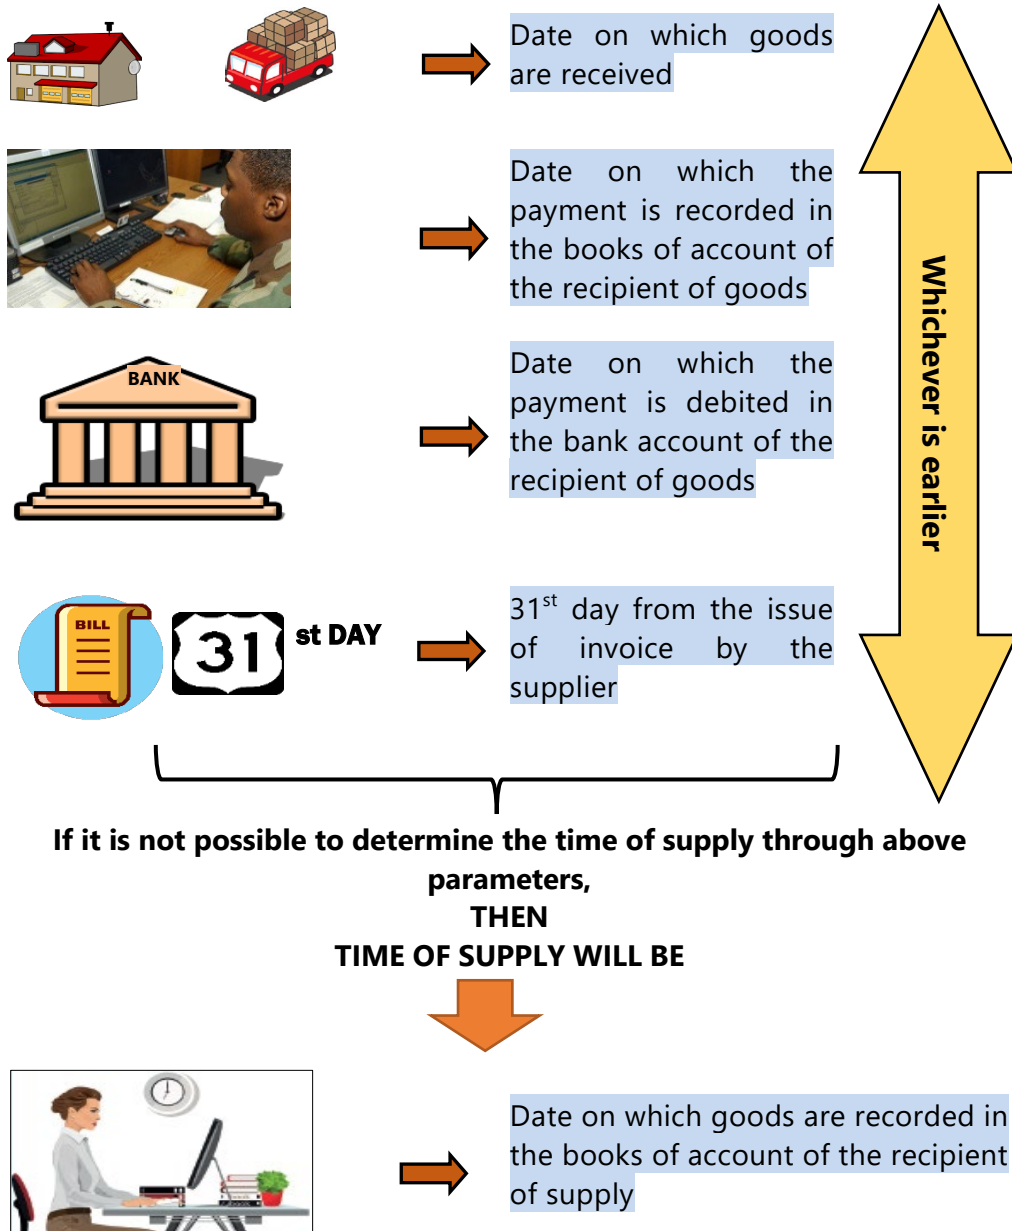 Date on which goods
are received
Date on which the
payment is recorded in
the books of account of
the recipient of goods
BANK
Date on which the
payment is debited in
the bank account of the
recipient of goods
Whichever is earlier
BILL
31
st DAY
31st day from the issue
of invoice by the
supplier
If it is not possible to determine the time of supply through above
parameters,
THEN
TIME OF SUPPLY WILL BE
Date on which goods are recorded in
the books of account of the recipient
of supply